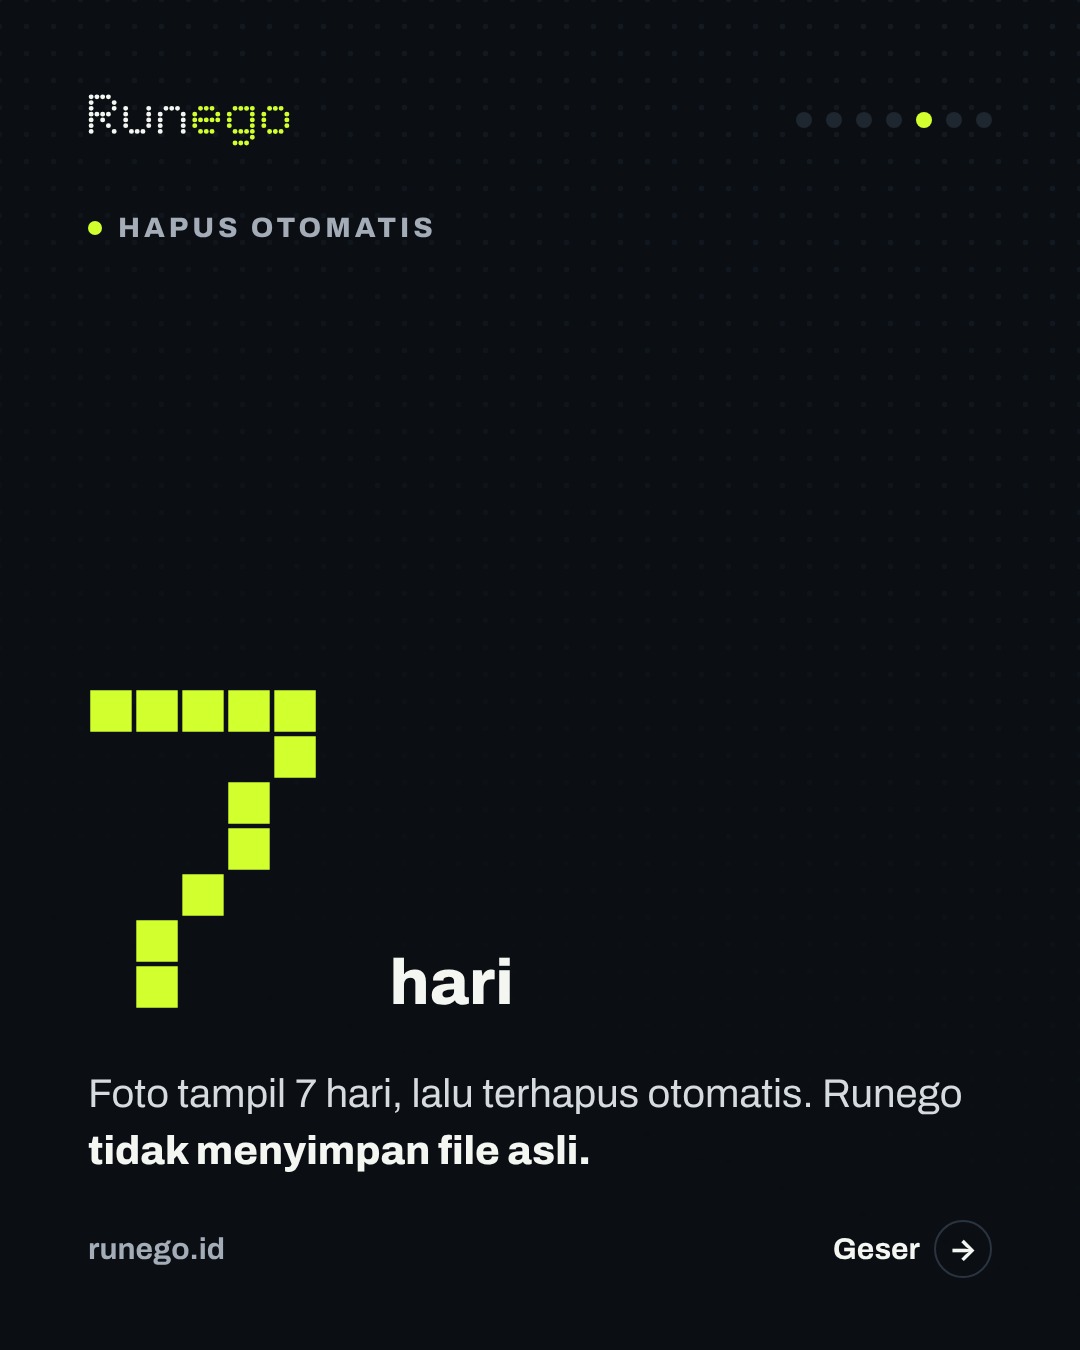 Runego
HAPUS OTOMATIS
7 hari
Foto tampil 7 hari, lalu terhapus otomatis. Runego
tidak menyimpan file asli.
runego.id
Geser →